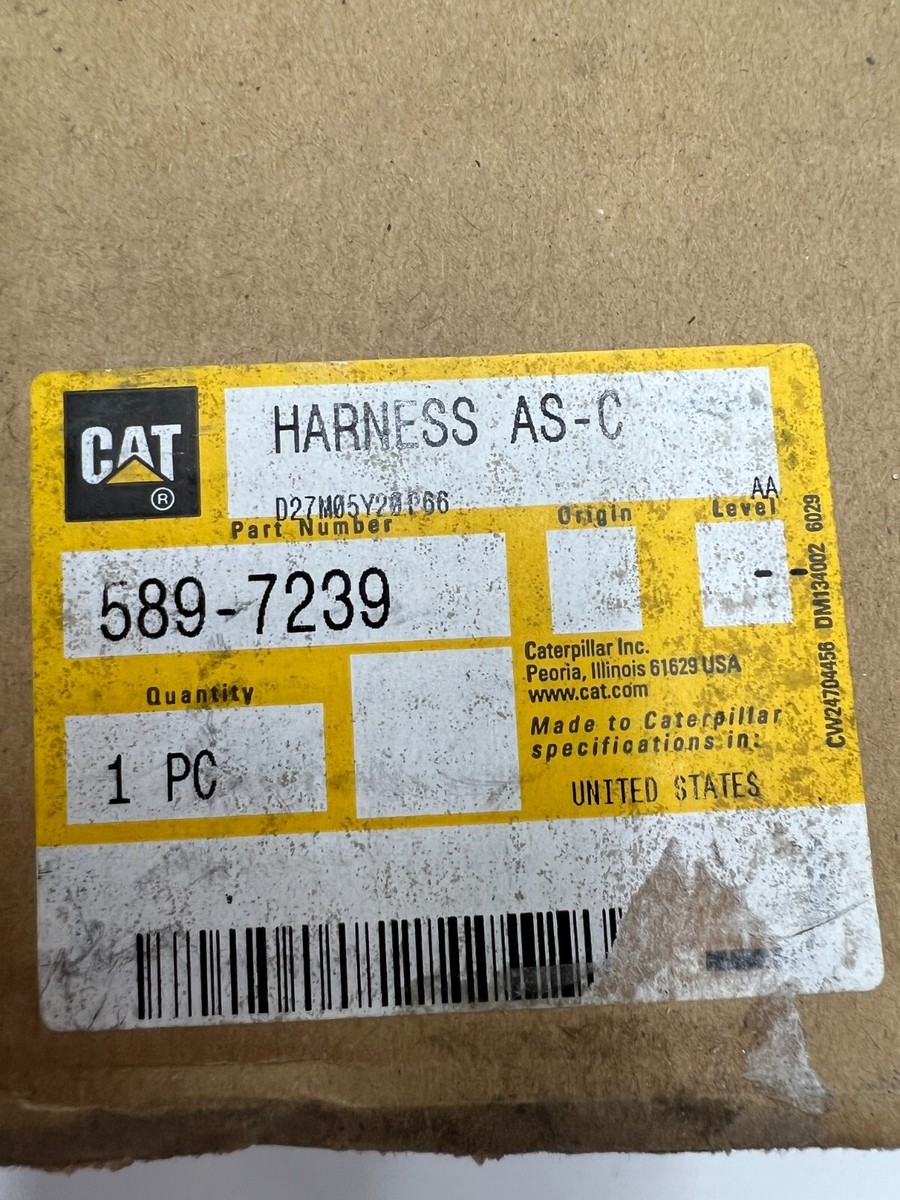 CAT
®
HARNESS AS-C
D27M05Y20P66
AA
Part Number
Origin
Level
589-7239
-
Caterpillar Inc.
Peoria, Illinois 61629 USA
www.cat.com
Quantity
Made to Caterpillar
specifications in:
1 PC
UNITED STATES
CW24704456 DM134002 6029